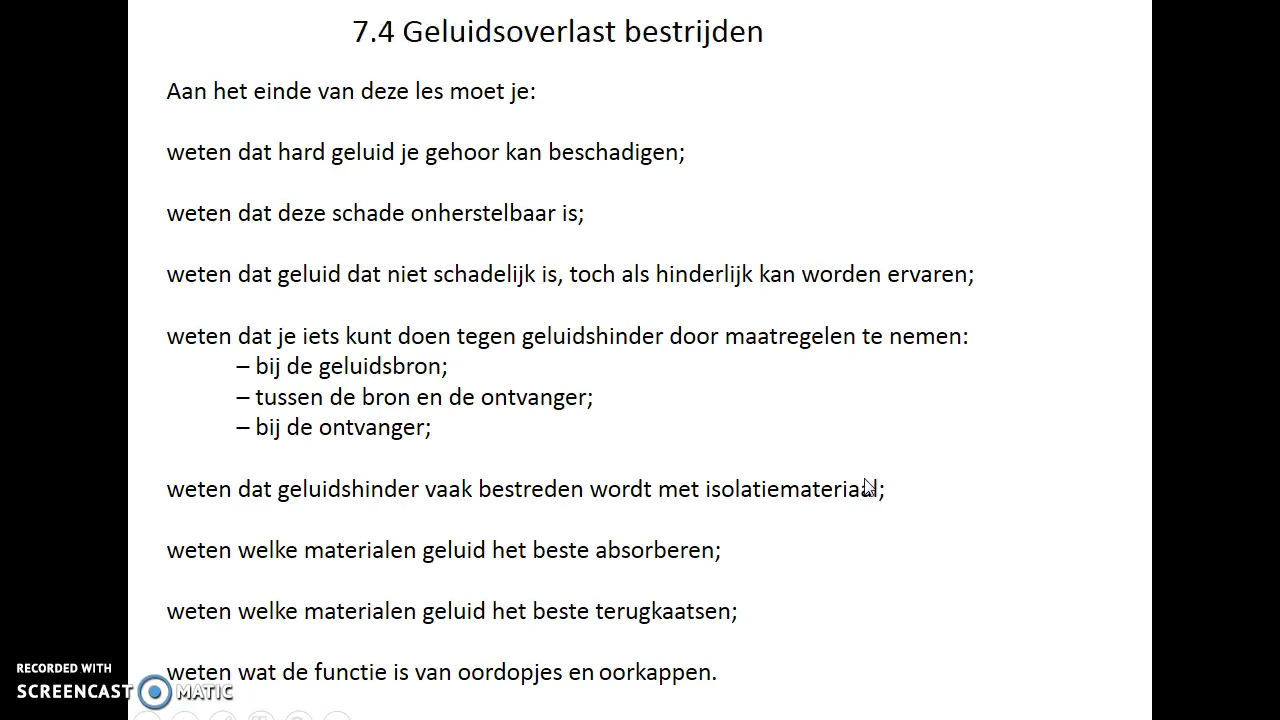 7.4 Geluidsoverlast bestrijden
Aan het einde van deze les moet je:
weten dat hard geluid je gehoor kan beschadigen;
weten dat deze schade onherstelbaar is;
weten dat geluid dat niet schadelijk is, toch als hinderlijk kan worden ervaren;
weten dat je iets kunt doen tegen geluidshinder door maatregelen te nemen:
– bij de geluidsbron;
– tussen de bron en de ontvanger;
– bij de ontvanger;
weten dat geluidshinder vaak bestreden wordt met isolatiemateriaal;
weten welke materialen geluid het beste absorberen;
weten welke materialen geluid het beste terugkaatsen;
weten wat de functie is van oordopjes en oorkappen.
RECORDED WITH
SCREENCAST MATIC